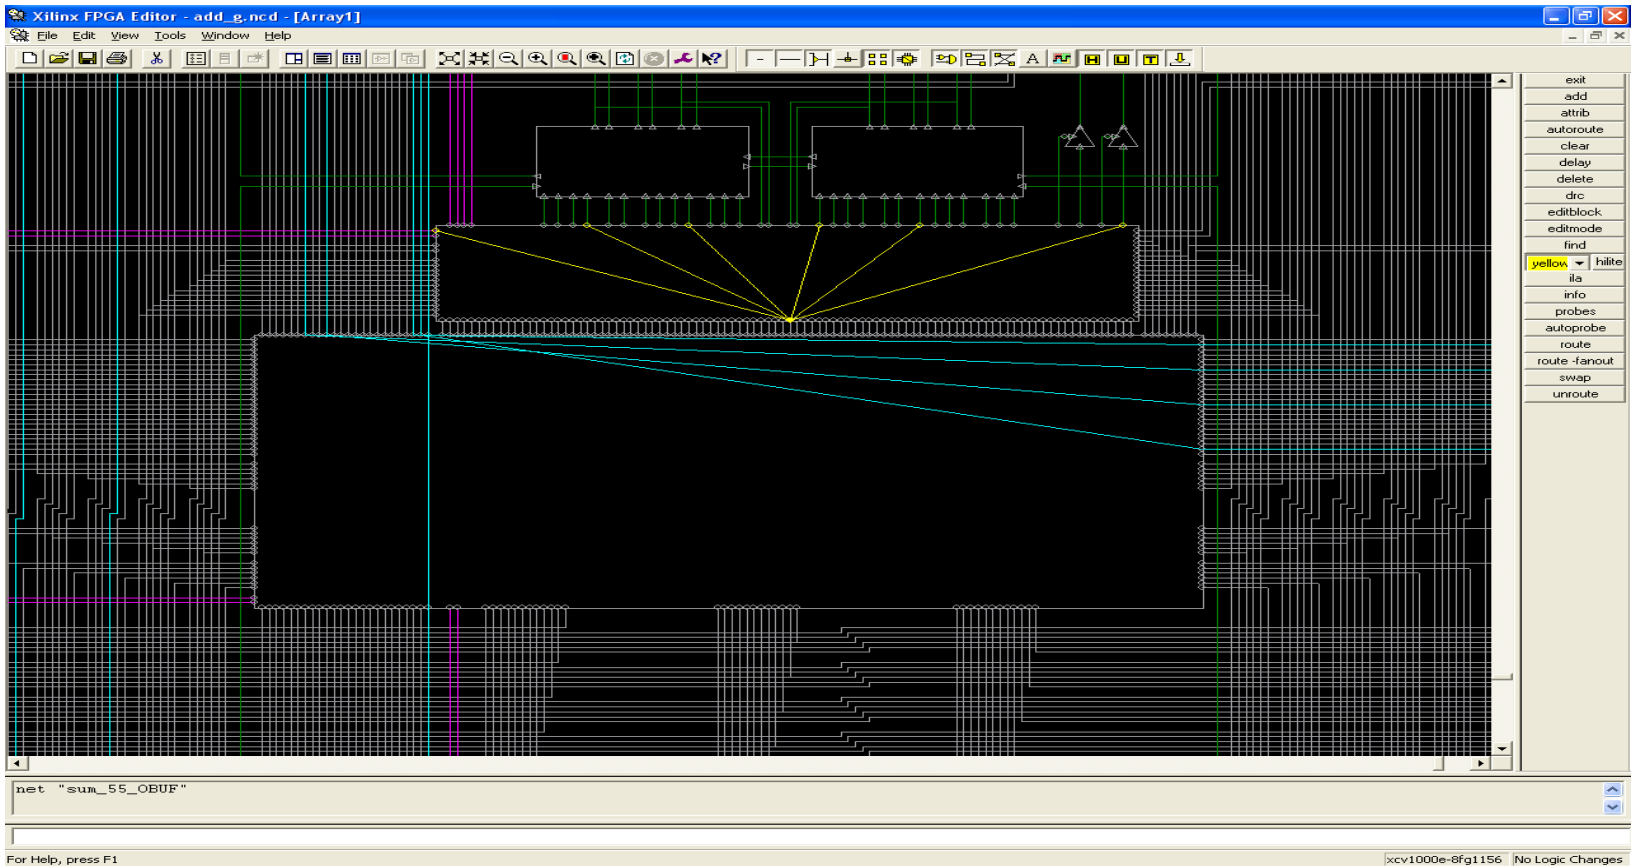 Xilinx FPGA Editor - add_g.ncd - [Array1]
File Edit View Tools Window Help
A
exit
add
attrib
autoroute
clear
delay
delete
drc
editblock
editmode
find
yellow hilite
ila
info
probes
autoprobe
route
route -fanout
swap
unroute
net "sum_55_OBUF"
For Help, press F1 xcv1000e-8fg1156 No Logic Changes